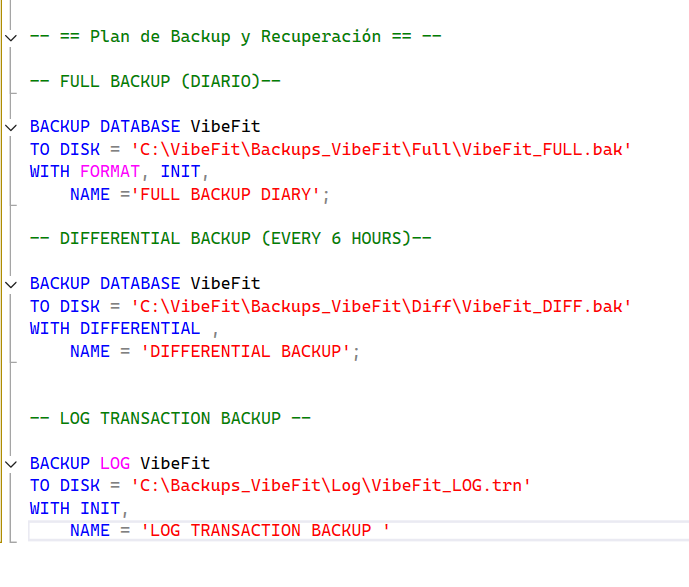 -- == Plan de Backup y Recuperación == --
-- FULL BACKUP (DIARIO)--
BACKUP DATABASE VibeFit
TO DISK = 'C:\VibeFit\Backups_VibeFit\Full\VibeFit_FULL.bak'
WITH FORMAT, INIT,
    NAME ='FULL BACKUP DIARY';
-- DIFFERENTIAL BACKUP (EVERY 6 HOURS)--
BACKUP DATABASE VibeFit
TO DISK = 'C:\VibeFit\Backups_VibeFit\Diff\VibeFit_DIFF.bak'
WITH DIFFERENTIAL ,
    NAME = 'DIFFERENTIAL BACKUP';
-- LOG TRANSACTION BACKUP --
BACKUP LOG VibeFit
TO DISK = 'C:\Backups_VibeFit\Log\VibeFit_LOG.trn'
WITH INIT,
    NAME = 'LOG TRANSACTION BACKUP '